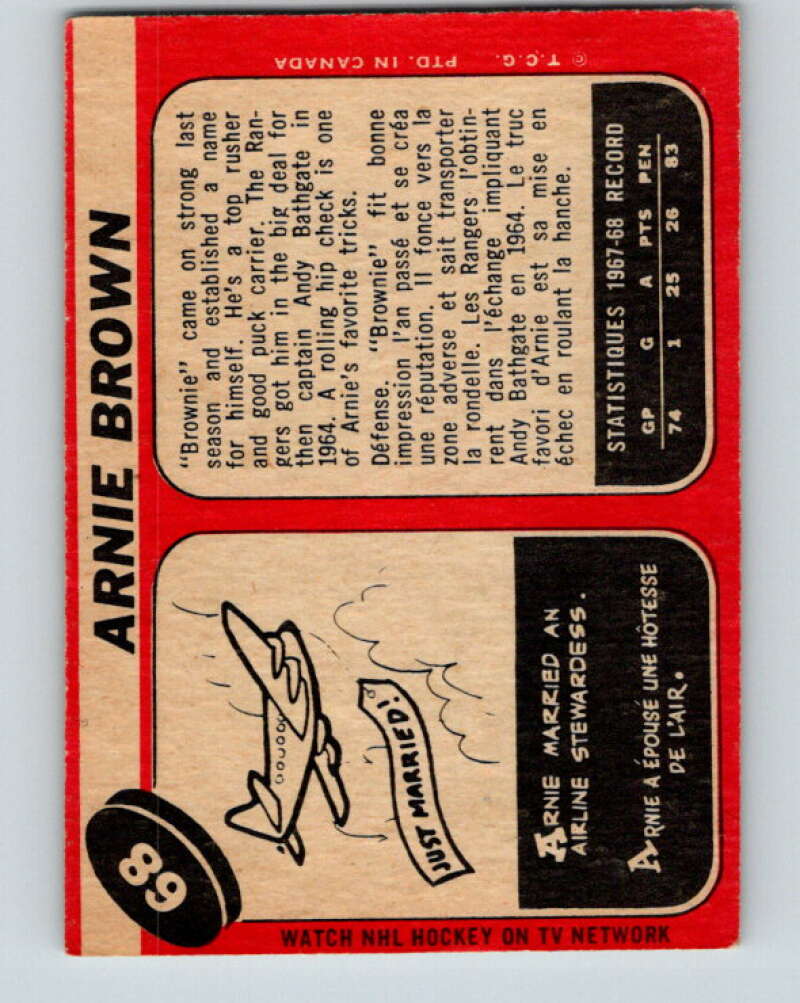 89
ARNIE BROWN
JUST MARRIED!
ARNIE MARRIED AN
AIRLINE STEWARDESS.
ARNIE A ÉPOUSÉ UNE HÔTESSE
DE L'AIR.
"Brownie" came on strong last
season and established a name
for himself. He's a top rusher
and good puck carrier. The Ran-
gers got him in the big deal for
then captain Andy Bathgate in
1964. A rolling hip check is one
of Arnie's favorite tricks.
Défense. "Brownie" fit bonne
impression l'an passé et se créa
une réputation. Il fonce vers la
zone adverse et sait transporter
la rondelle. Les Rangers l'obtin-
rent dans l'échange impliquant
Andy Bathgate en 1964. Le truc
favori d'Arnie est sa mise en
échec en roulant la hanche.
STATISTIQUES 1967-68 RECORD
GP G A PTS PEN
74 1 25 26 83
WATCH NHL HOCKEY ON TV NETWORK
© T.C.G. PTD. IN CANADA